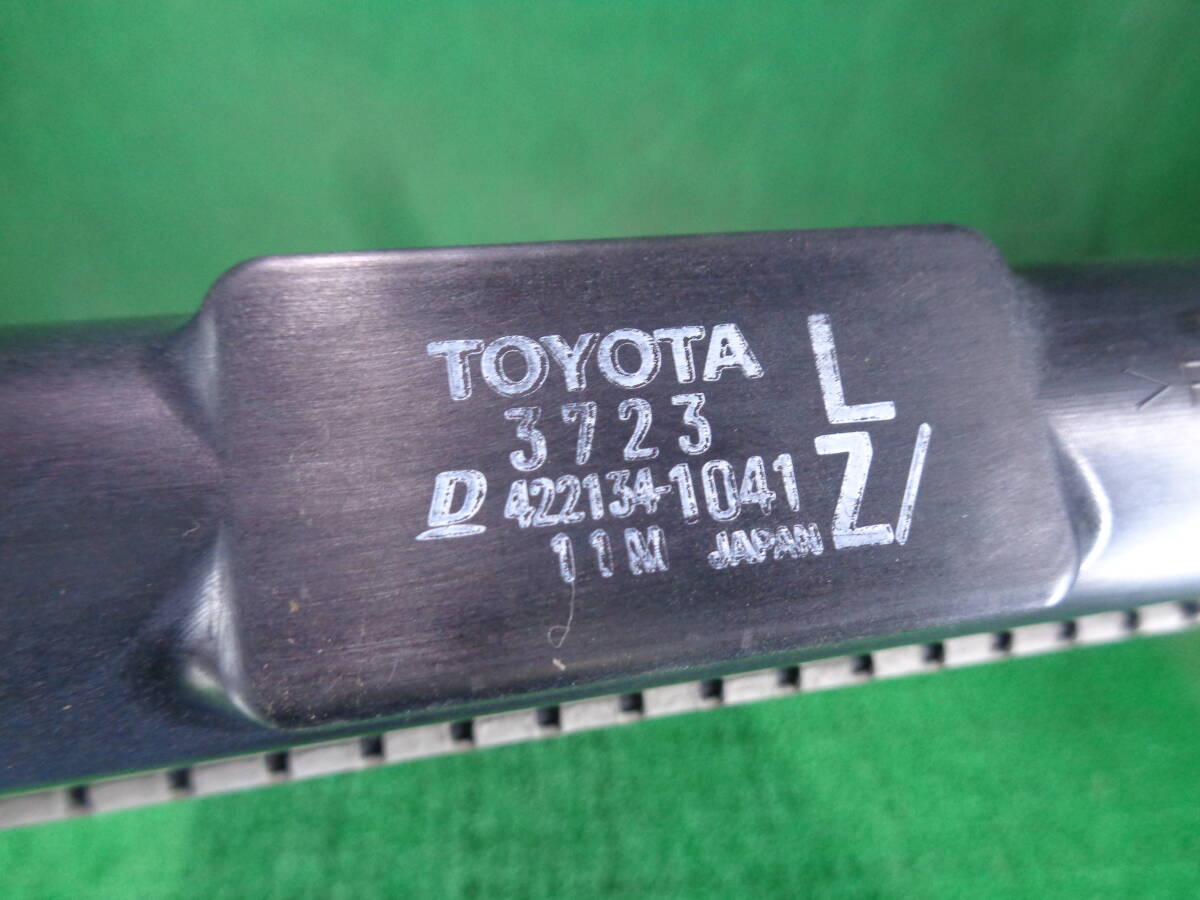 TOYOTA L
3723
D 422134-1041 Z/
11M JAPAN